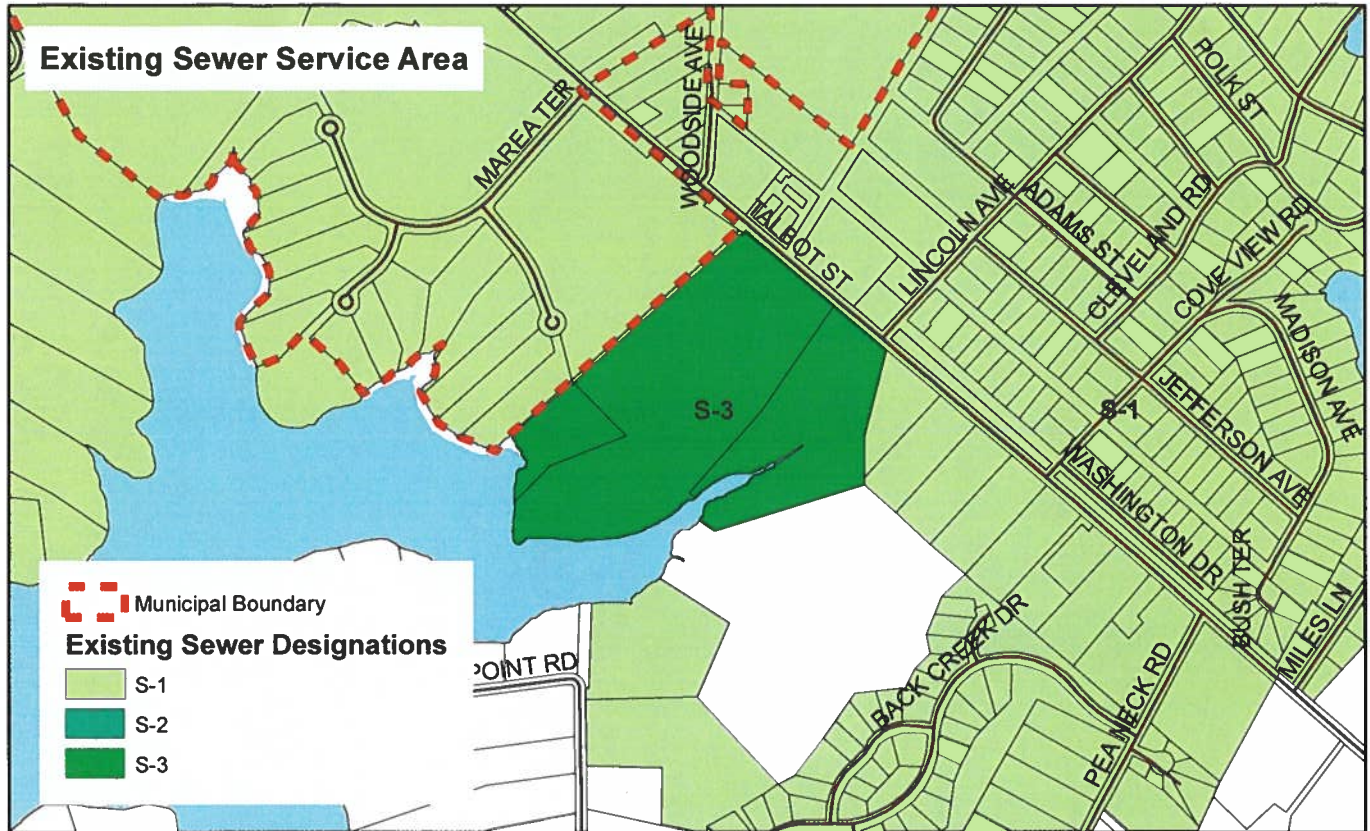 Existing Sewer Service Area
MAREA TER
WOODSIDE AVE
TALBOT ST
LINCOLN AVE
ADAMS ST
CLEVELAND RD
POLK ST
COVE VIEW RD
MADISON AVE
S-3
S-1
JEFFERSON AVE
WASHINGTON DR
BUSH TER
MILES LN
BACK CREEK DR
PEA NECK RD
POINT RD
Municipal Boundary
Existing Sewer Designations
S-1
S-2
S-3